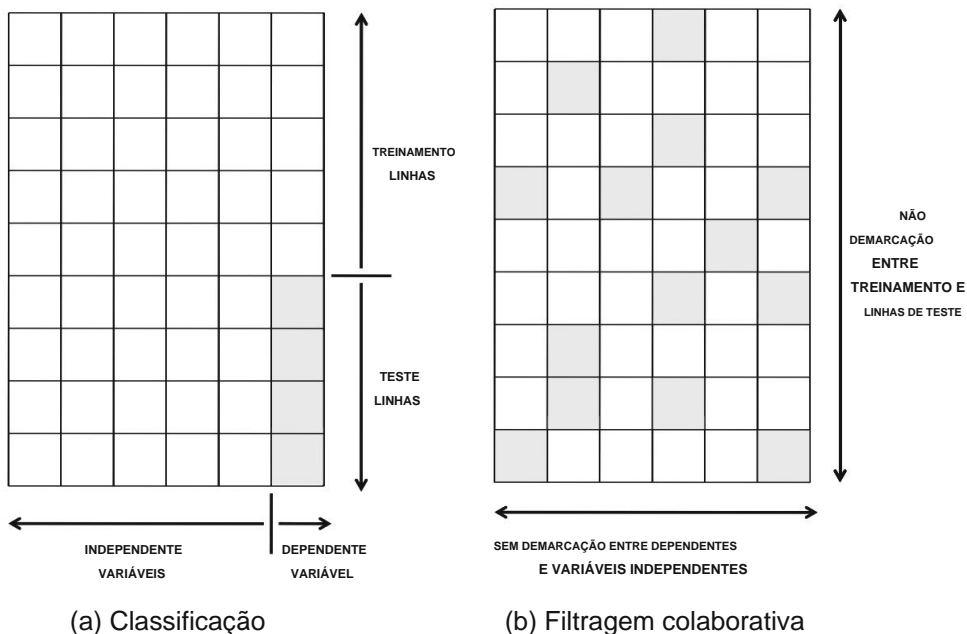 TREINAMENTO
LINHAS
TESTE
LINHAS
INDEPENDENTE
VARIÁVEIS
DEPENDENTE
VARIÁVEL
(a) Classificação
NÃO
DEMARCAÇÃO
ENTRE
TREINAMENTO E
LINHAS DE TESTE
SEM DEMARCAÇÃO ENTRE DEPENDENTES
E VARIÁVEIS INDEPENDENTES
(b) Filtragem colaborativa